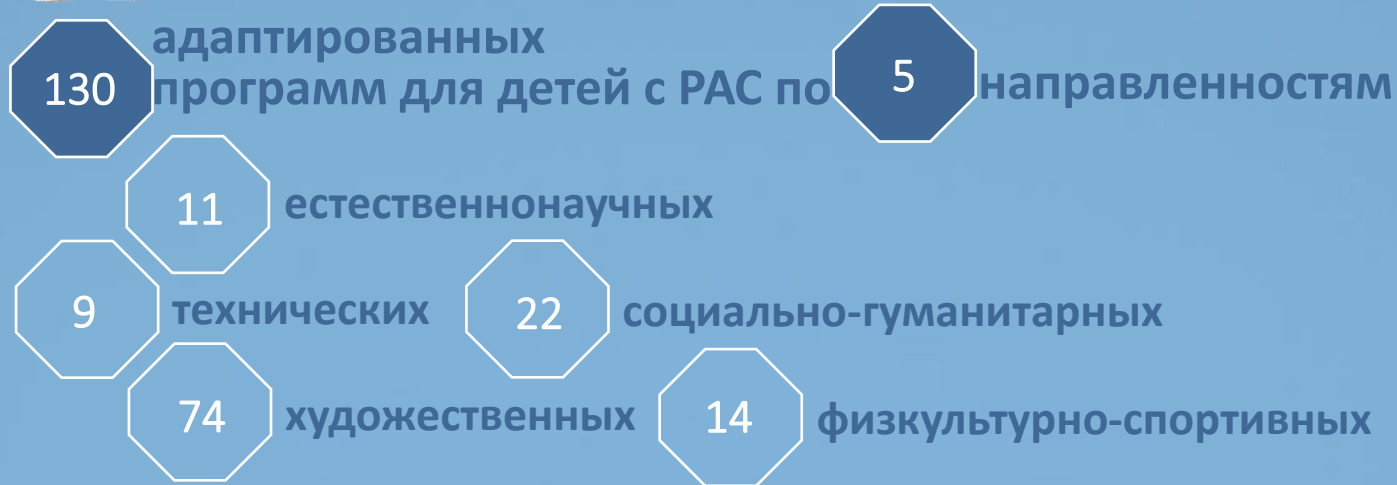 адаптированных
130 программ для детей с РАС по 5 направленностям
11 естественнонаучных
9 технических 22 социально-гуманитарных
74 художественных 14 физкультурно-спортивных